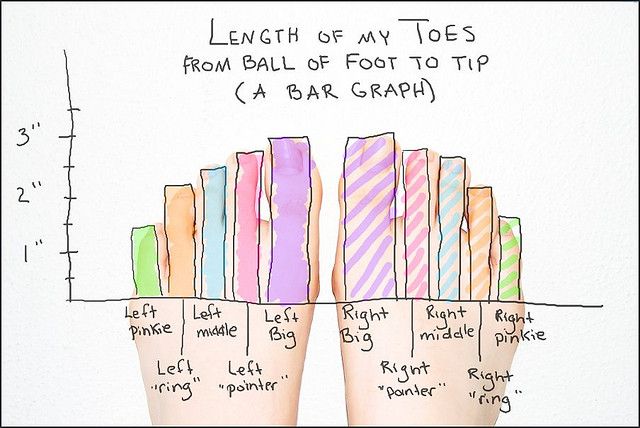 LENGTH OF MY TOES
FROM BALL OF FOOT TO TIP
(A BAR GRAPH)
3"
2"
1"
Left pinkie
Left "ring"
Left middle
Left "pointer"
Left Big
Right Big
Right "pointer"
Right middle
Right "ring"
Right pinkie